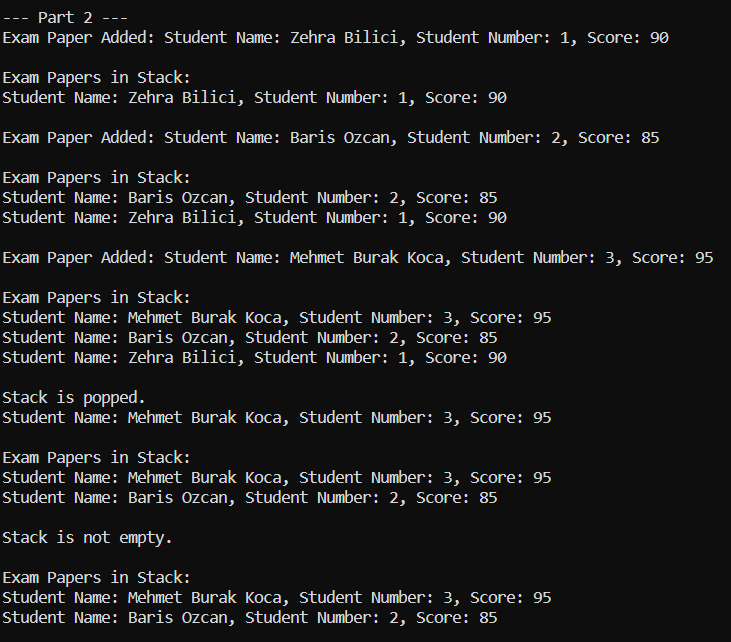 --- Part 2 ---
Exam Paper Added: Student Name: Zehra Bilici, Student Number: 1, Score: 90
Exam Papers in Stack:
Student Name: Zehra Bilici, Student Number: 1, Score: 90
Exam Paper Added: Student Name: Baris Ozcan, Student Number: 2, Score: 85
Exam Papers in Stack:
Student Name: Baris Ozcan, Student Number: 2, Score: 85
Student Name: Zehra Bilici, Student Number: 1, Score: 90
Exam Paper Added: Student Name: Mehmet Burak Koca, Student Number: 3, Score: 95
Exam Papers in Stack:
Student Name: Mehmet Burak Koca, Student Number: 3, Score: 95
Student Name: Baris Ozcan, Student Number: 2, Score: 85
Student Name: Zehra Bilici, Student Number: 1, Score: 90
Stack is popped.
Student Name: Mehmet Burak Koca, Student Number: 3, Score: 95
Exam Papers in Stack:
Student Name: Mehmet Burak Koca, Student Number: 3, Score: 95
Student Name: Baris Ozcan, Student Number: 2, Score: 85
Stack is not empty.
Exam Papers in Stack:
Student Name: Mehmet Burak Koca, Student Number: 3, Score: 95
Student Name: Baris Ozcan, Student Number: 2, Score: 85